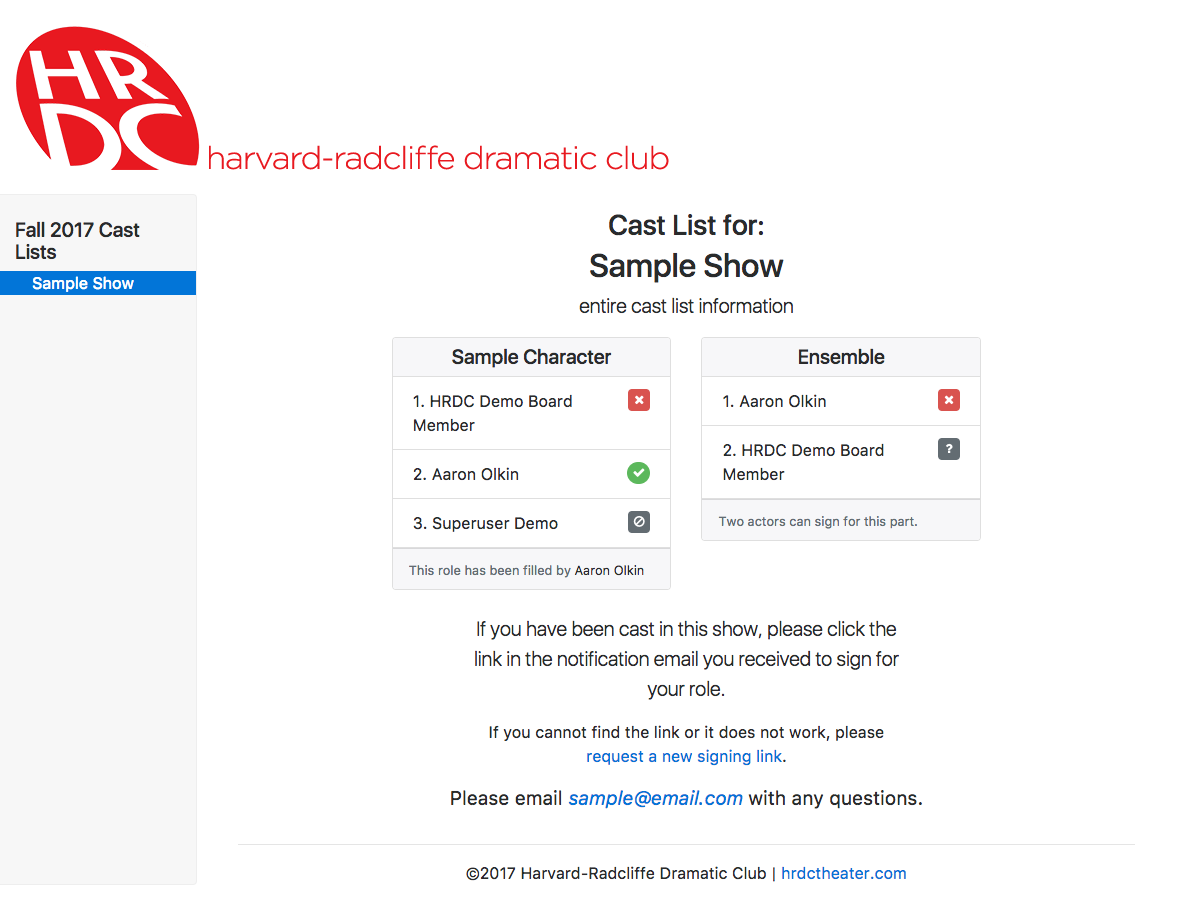 HR
DC
harvard-radcliffe dramatic club
Fall 2017 Cast
Lists
Sample Show
Cast List for:
Sample Show
entire cast list information
Sample Character
1. HRDC Demo Board
Member
2. Aaron Olkin
3. Superuser Demo
This role has been filled by Aaron Olkin
Ensemble
1. Aaron Olkin
2. HRDC Demo Board
Member
?
Two actors can sign for this part.
If you have been cast in this show, please click the
link in the notification email you received to sign for
your role.
If you cannot find the link or it does not work, please
request a new signing link.
Please email sample@email.com with any questions.
©2017 Harvard-Radcliffe Dramatic Club | hrdctheater.com